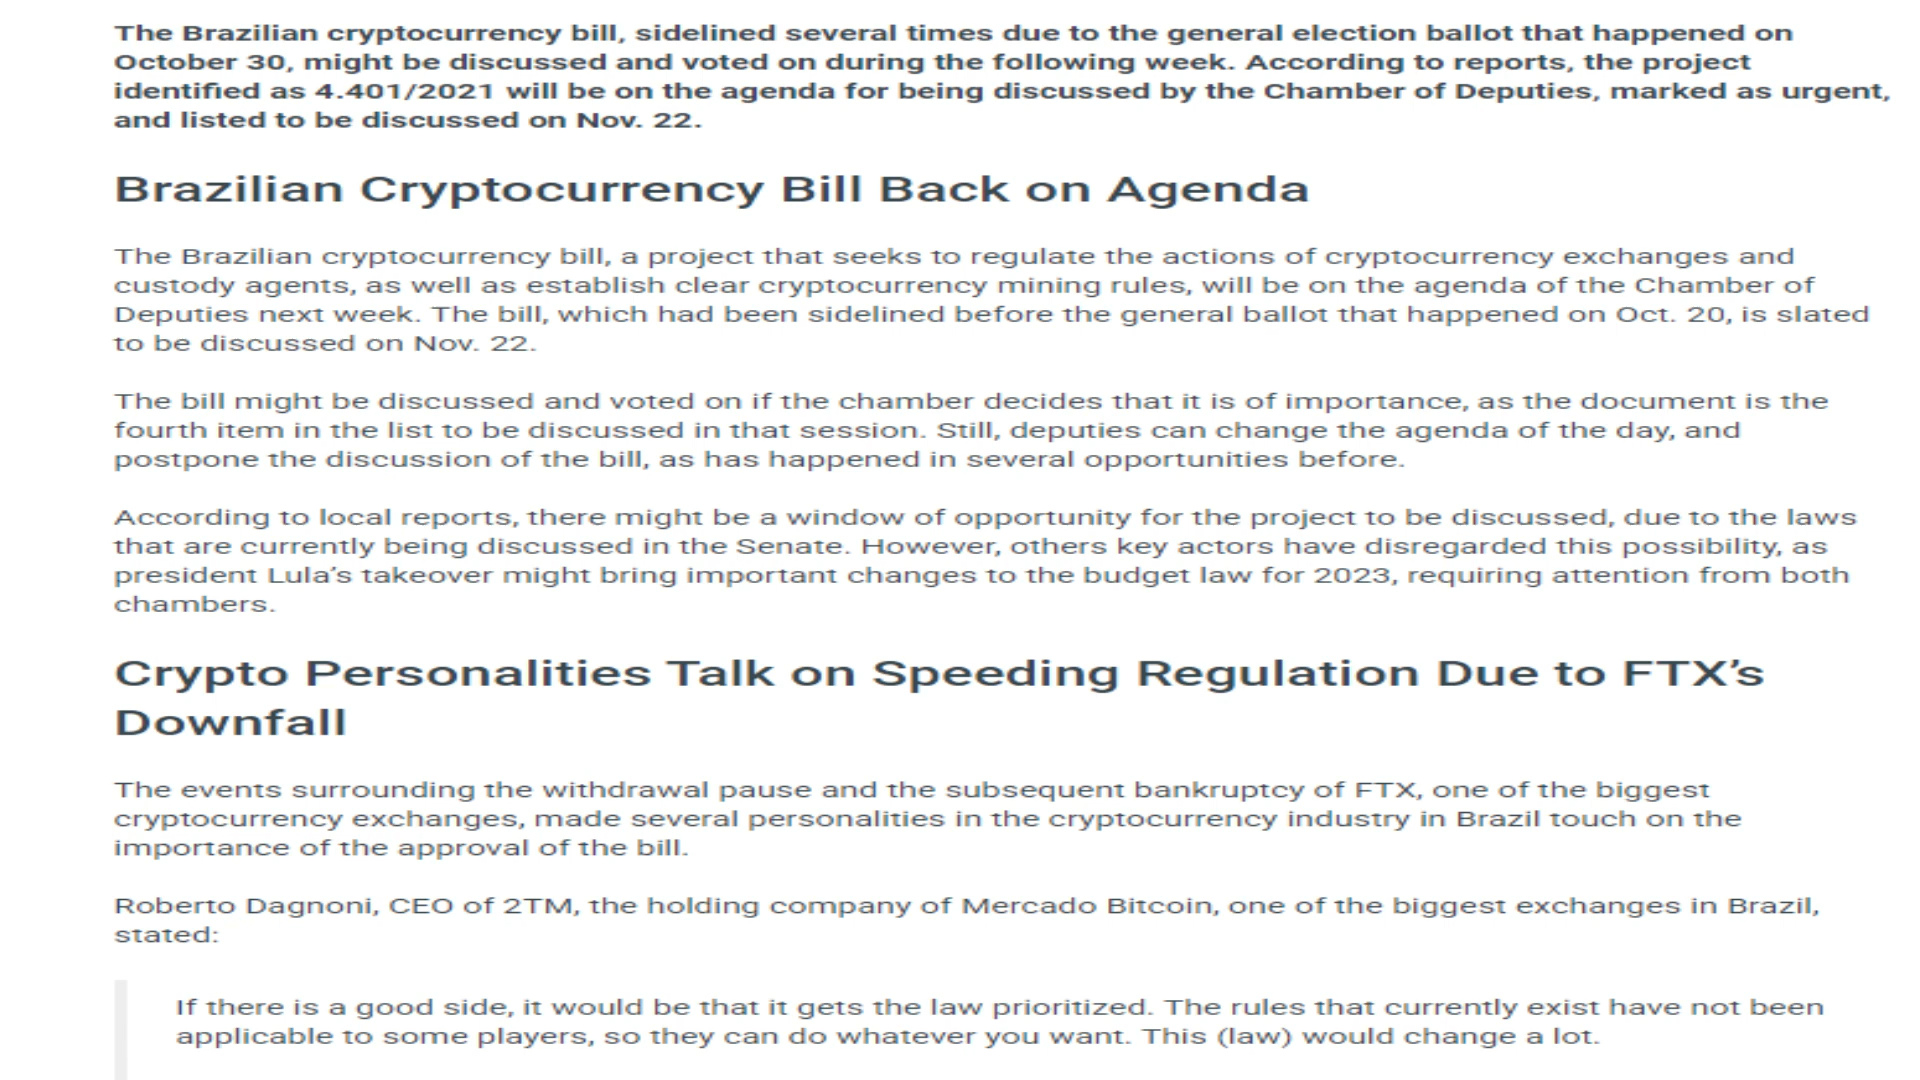 The Brazilian cryptocurrency bill, sidelined several times due to the general election ballot that happened on
October 30, might be discussed and voted on during the following week. According to reports, the project
identified as 4.401/2021 will be on the agenda for being discussed by the Chamber of Deputies, marked as urgent,
and listed to be discussed on Nov. 22.
Brazilian Cryptocurrency Bill Back on Agenda
The Brazilian cryptocurrency bill, a project that seeks to regulate the actions of cryptocurrency exchanges and
custody agents, as well as establish clear cryptocurrency mining rules, will be on the agenda of the Chamber of
Deputies next week. The bill, which had been sidelined before the general ballot that happened on Oct. 20, is slated
to be discussed on Nov. 22.
The bill might be discussed and voted on if the chamber decides that it is of importance, as the document is the
fourth item in the list to be discussed in that session. Still, deputies can change the agenda of the day, and
postpone the discussion of the bill, as has happened in several opportunities before.
According to local reports, there might be a window of opportunity for the project to be discussed, due to the laws
that are currently being discussed in the Senate. However, others key actors have disregarded this possibility, as
president Lula’s takeover might bring important changes to the budget law for 2023, requiring attention from both
chambers.
Crypto Personalities Talk on Speeding Regulation Due to FTX’s
Downfall
The events surrounding the withdrawal pause and the subsequent bankruptcy of FTX, one of the biggest
cryptocurrency exchanges, made several personalities in the cryptocurrency industry in Brazil touch on the
importance of the approval of the bill.
Roberto Dagnoni, CEO of 2TM, the holding company of Mercado Bitcoin, one of the biggest exchanges in Brazil,
stated:
If there is a good side, it would be that it gets the law prioritized. The rules that currently exist have not been
applicable to some players, so they can do whatever you want. This (law) would change a lot.